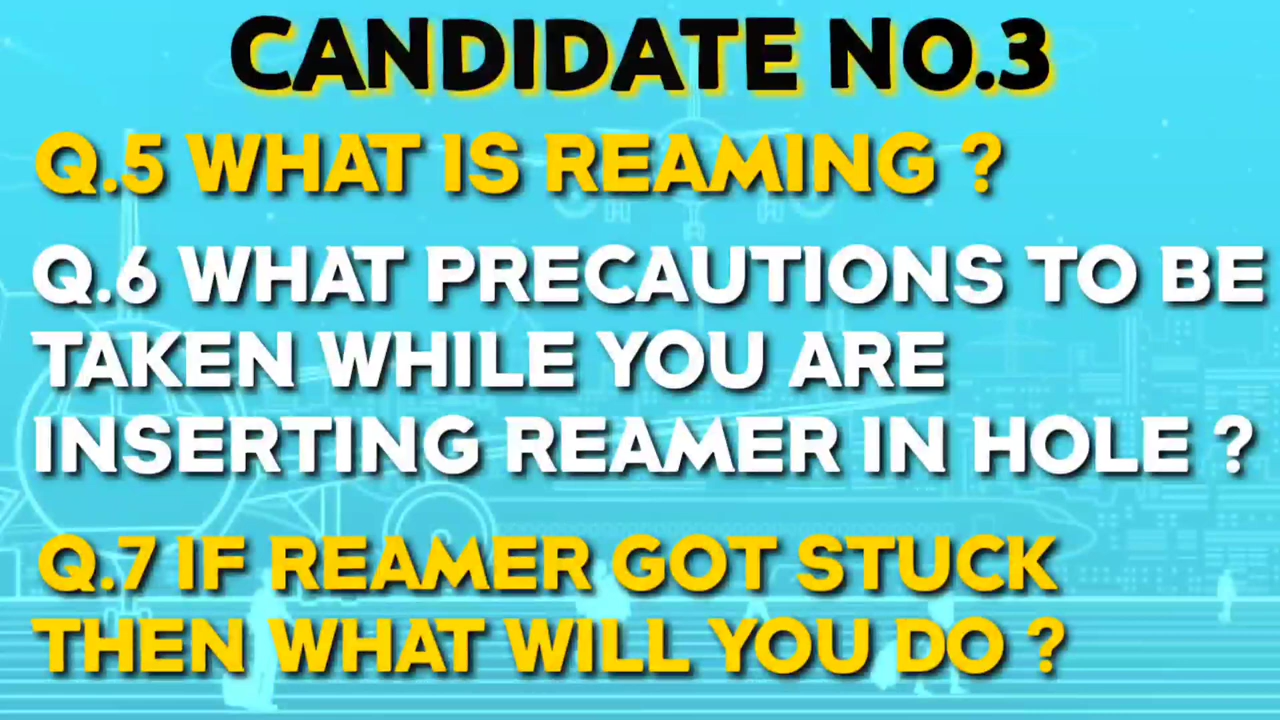 CANDIDATE NO.3
Q.5 WHAT IS REAMING ?
Q.6 WHAT PRECAUTIONS TO BE
TAKEN WHILE YOU ARE
INSERTING REAMER IN HOLE ?
Q.7 IF REAMER GOT STUCK
THEN WHAT WILL YOU DO ?